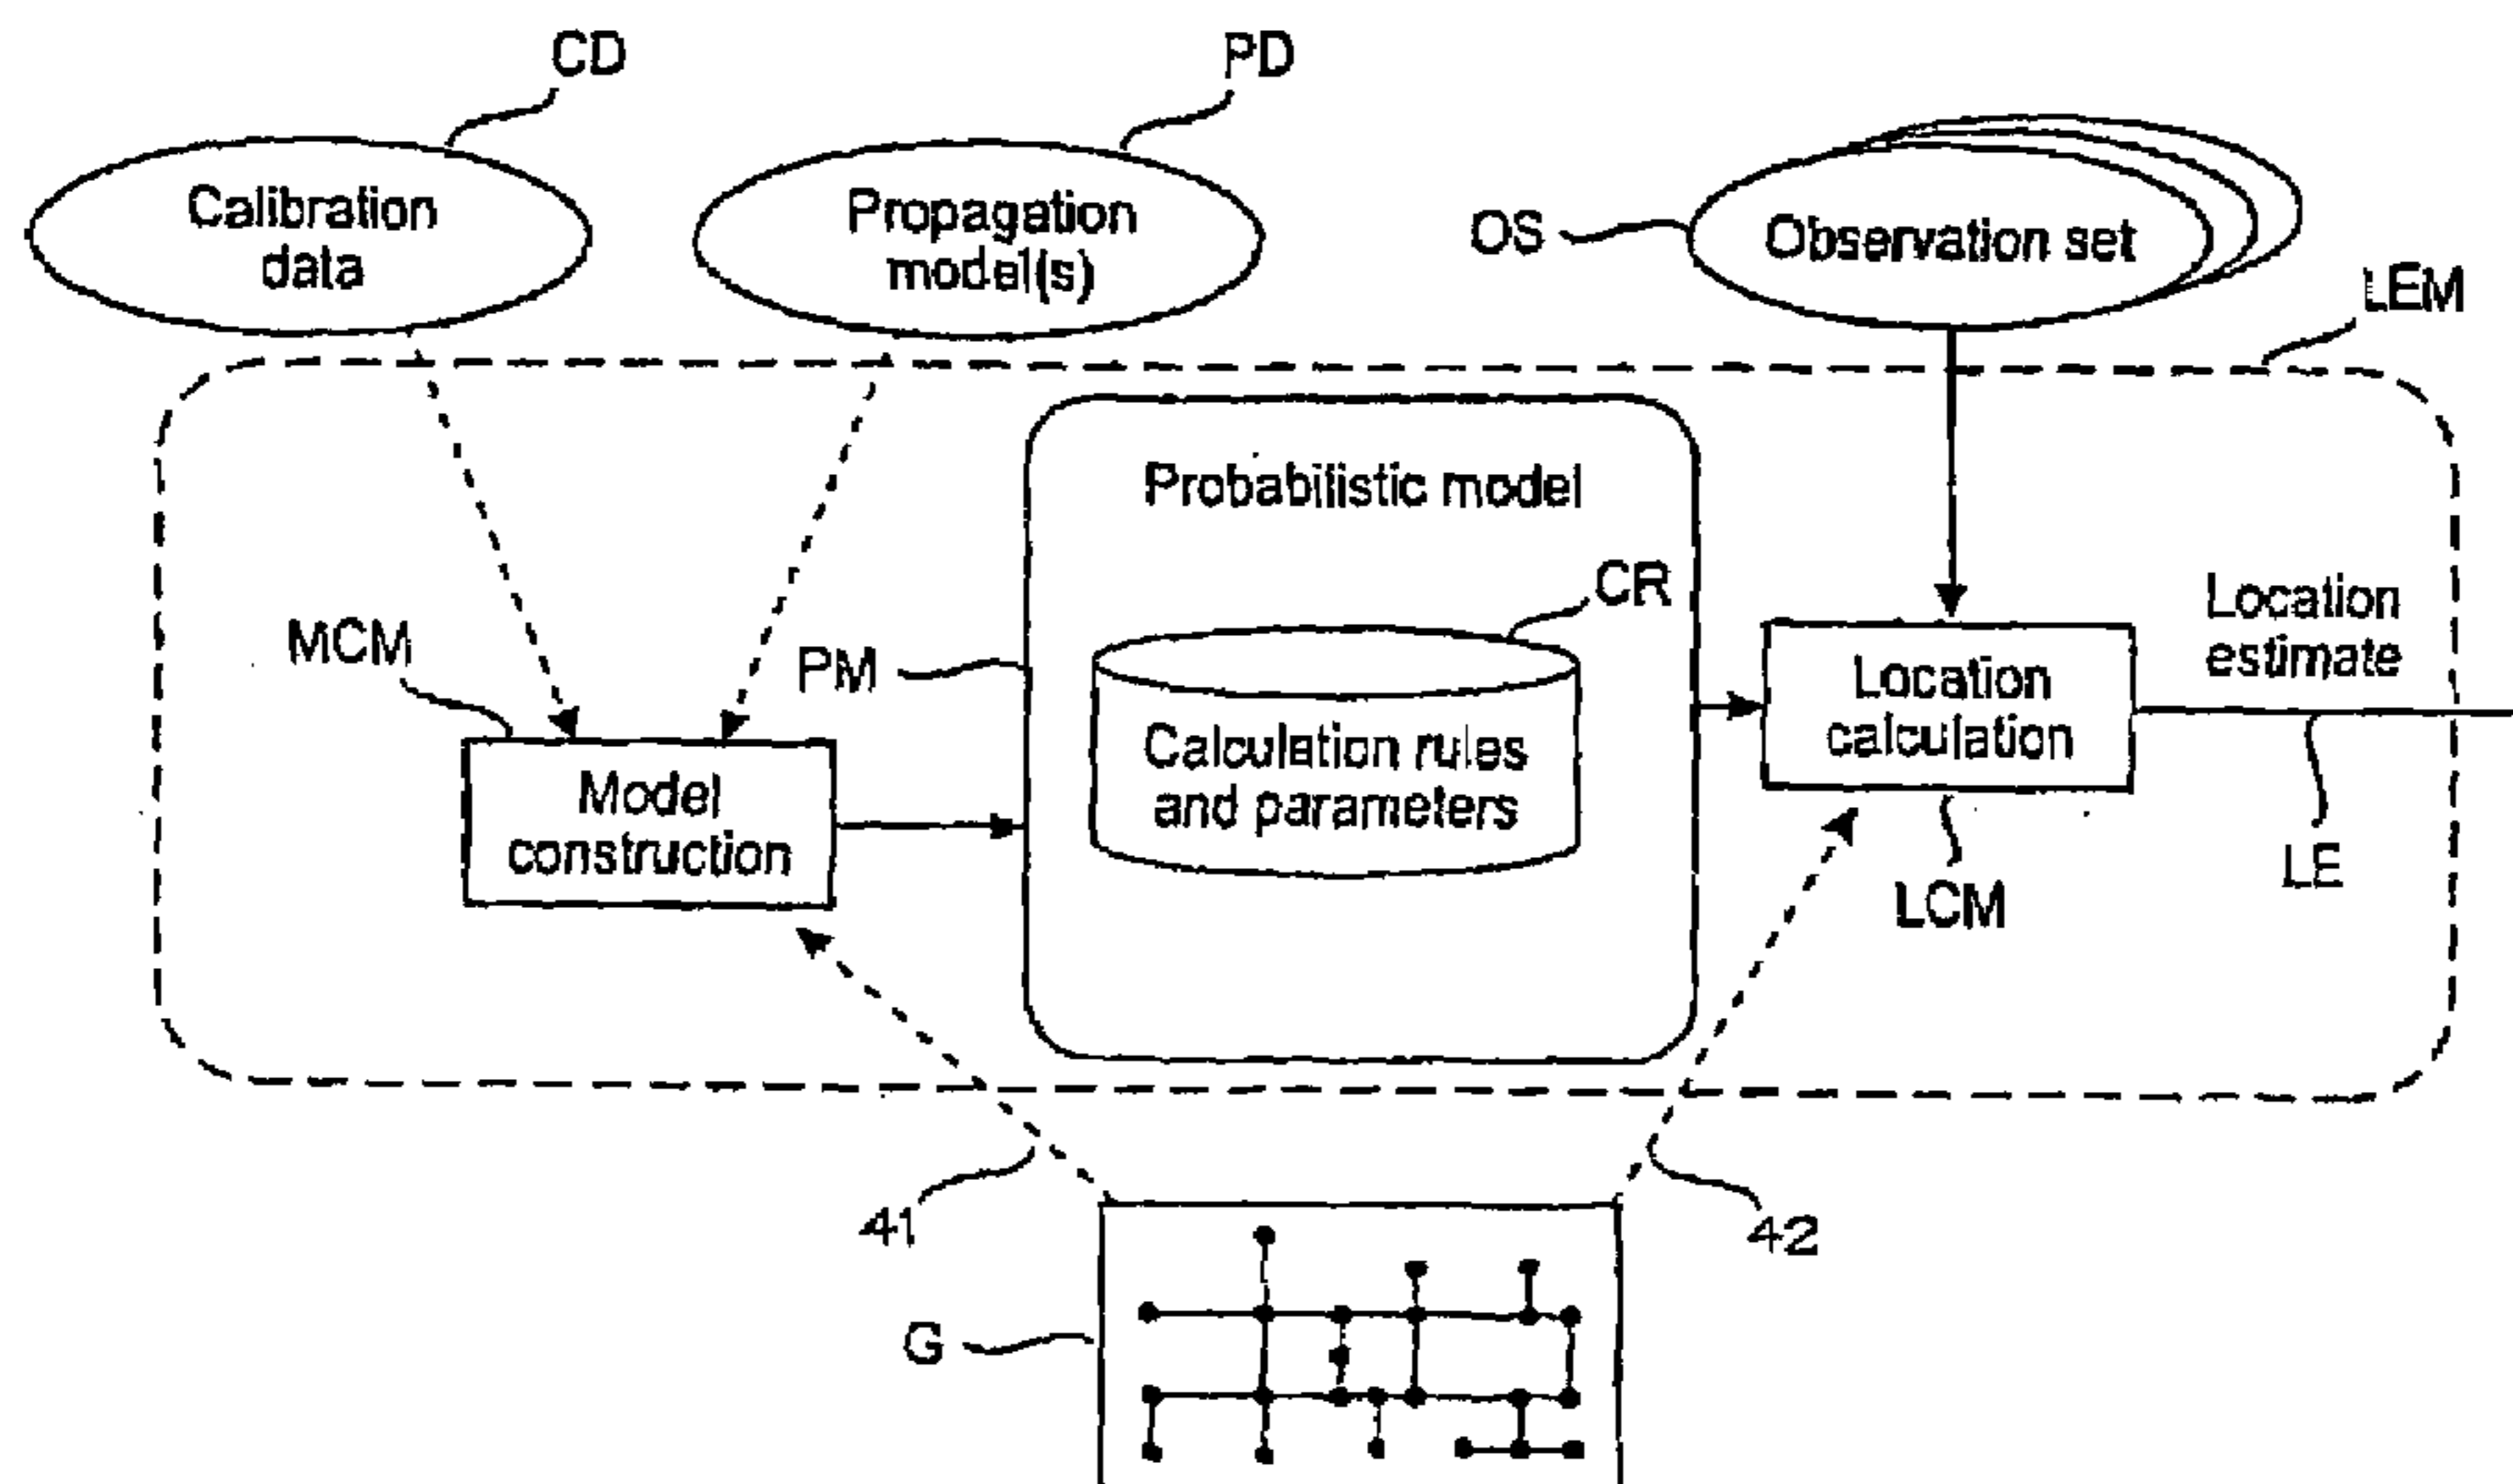 CD
PD
Calibration
data
Propagation
model(s)
OS
Observation set
LEM
Probabilistic model
CR
Location
estimate
MCM
PM
Location
calculation
Calculation rules
and parameters
Model
construction
LE
LCM
41
42
G